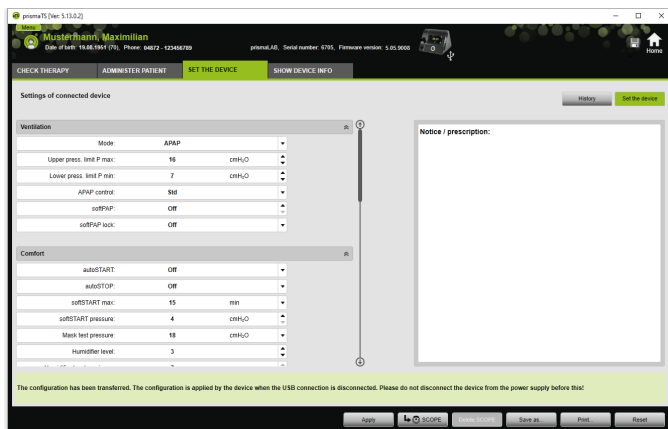 prismaTS [Ver. 5.13.0.2]
Menu
Mustermann, Maximilian
Date of birth: 19.08.1951 (70), Phone: 04872 - 123456789
prismaLAB, Serial number: 6705, Firmware version: 5.05.0008
Home
CHECK THERAPY ADMINISTER PATIENT SET THE DEVICE SHOW DEVICE INFO
Settings of connected device
History Set the device
Ventilation
Mode: APAP
Upper press. limit P max: 16 cmH₂O
Lower press. limit P min: 7 cmH₂O
APAP control: Std
softPAP: Off
softPAP lock: Off
Comfort
autoSTART: Off
autoSTOP: Off
softSTART max: 15 min
softSTART pressure: 4 cmH₂O
Mask test pressure: 18 cmH₂O
Humidifier level: 3
Notice / prescription:
The configuration has been transferred. The configuration is applied by the device when the USB connection is disconnected. Please do not disconnect the device from the power supply before this!
Apply SCOPE Delete SCOPE Save as... Print... Reset